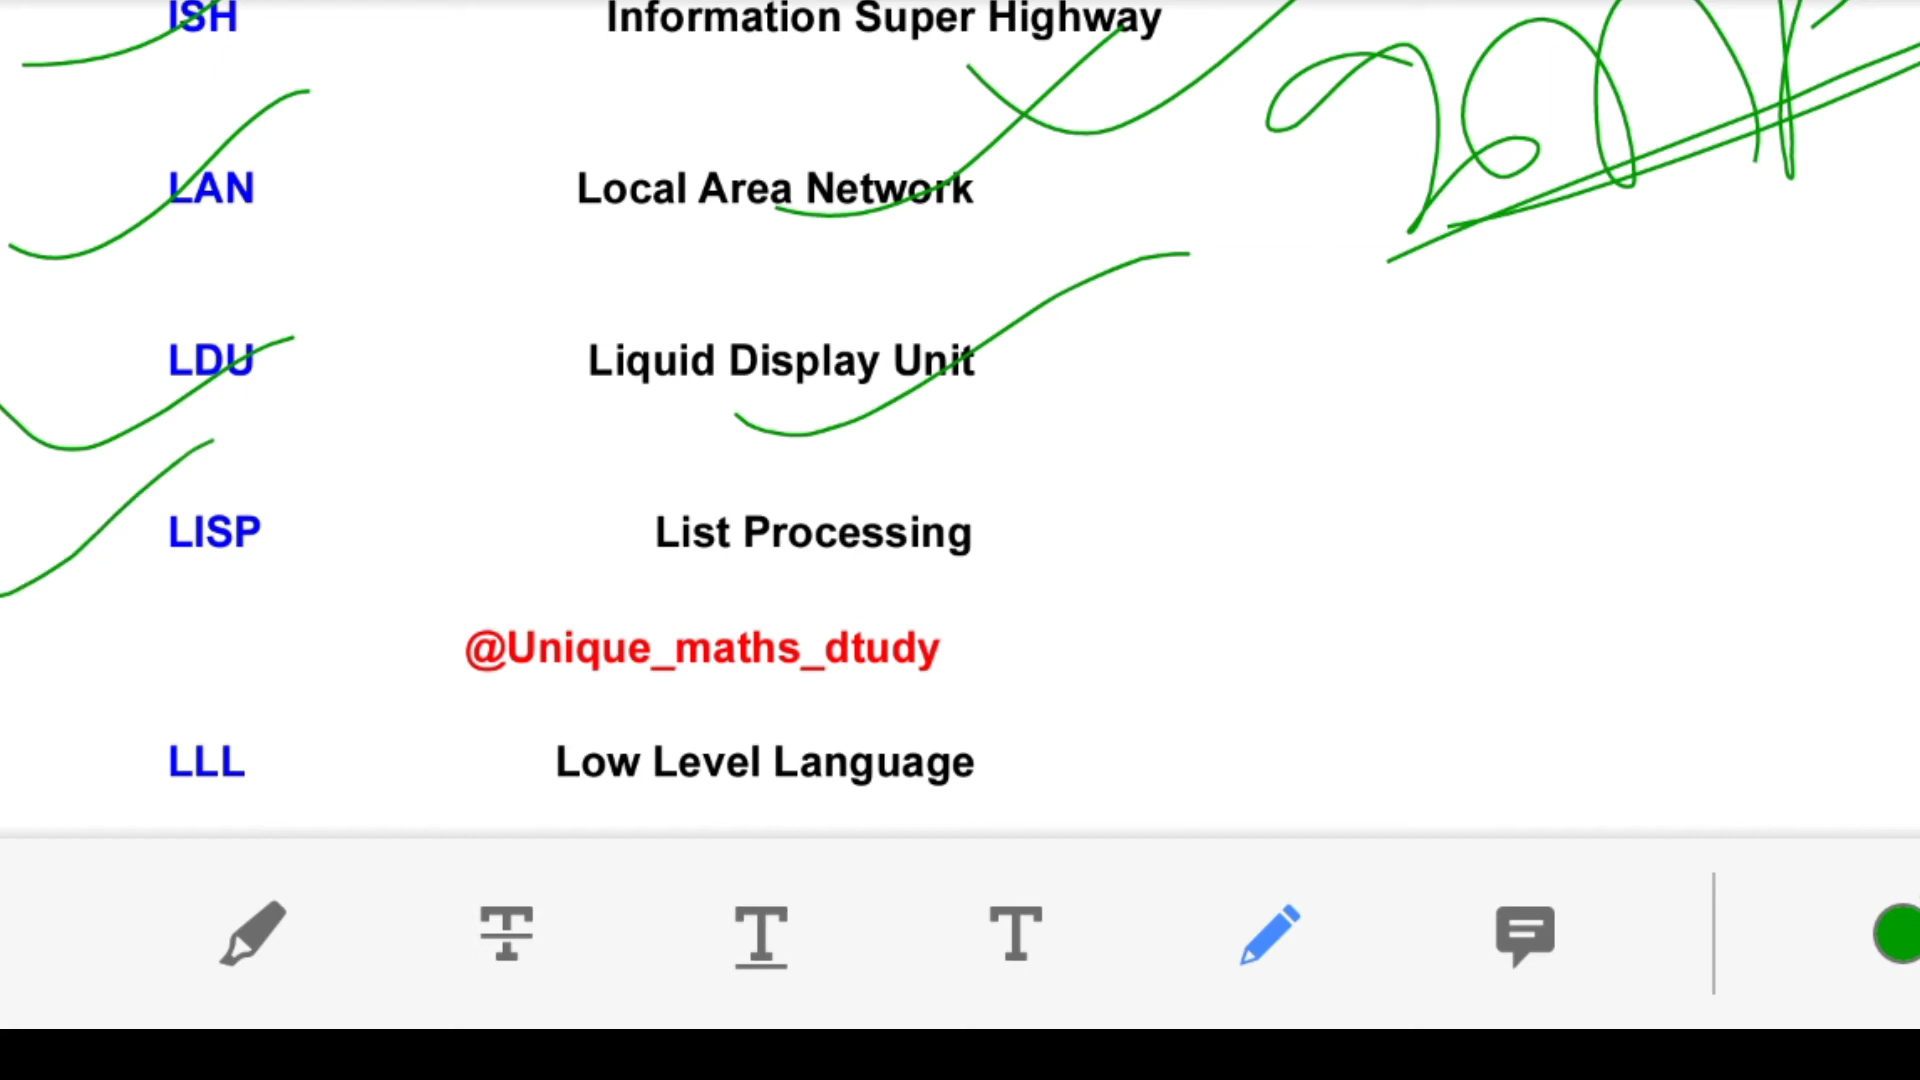 ISH Information Super Highway
LAN Local Area Network
LDU Liquid Display Unit
LISP List Processing
@Unique_maths_dtudy
LLL Low Level Language